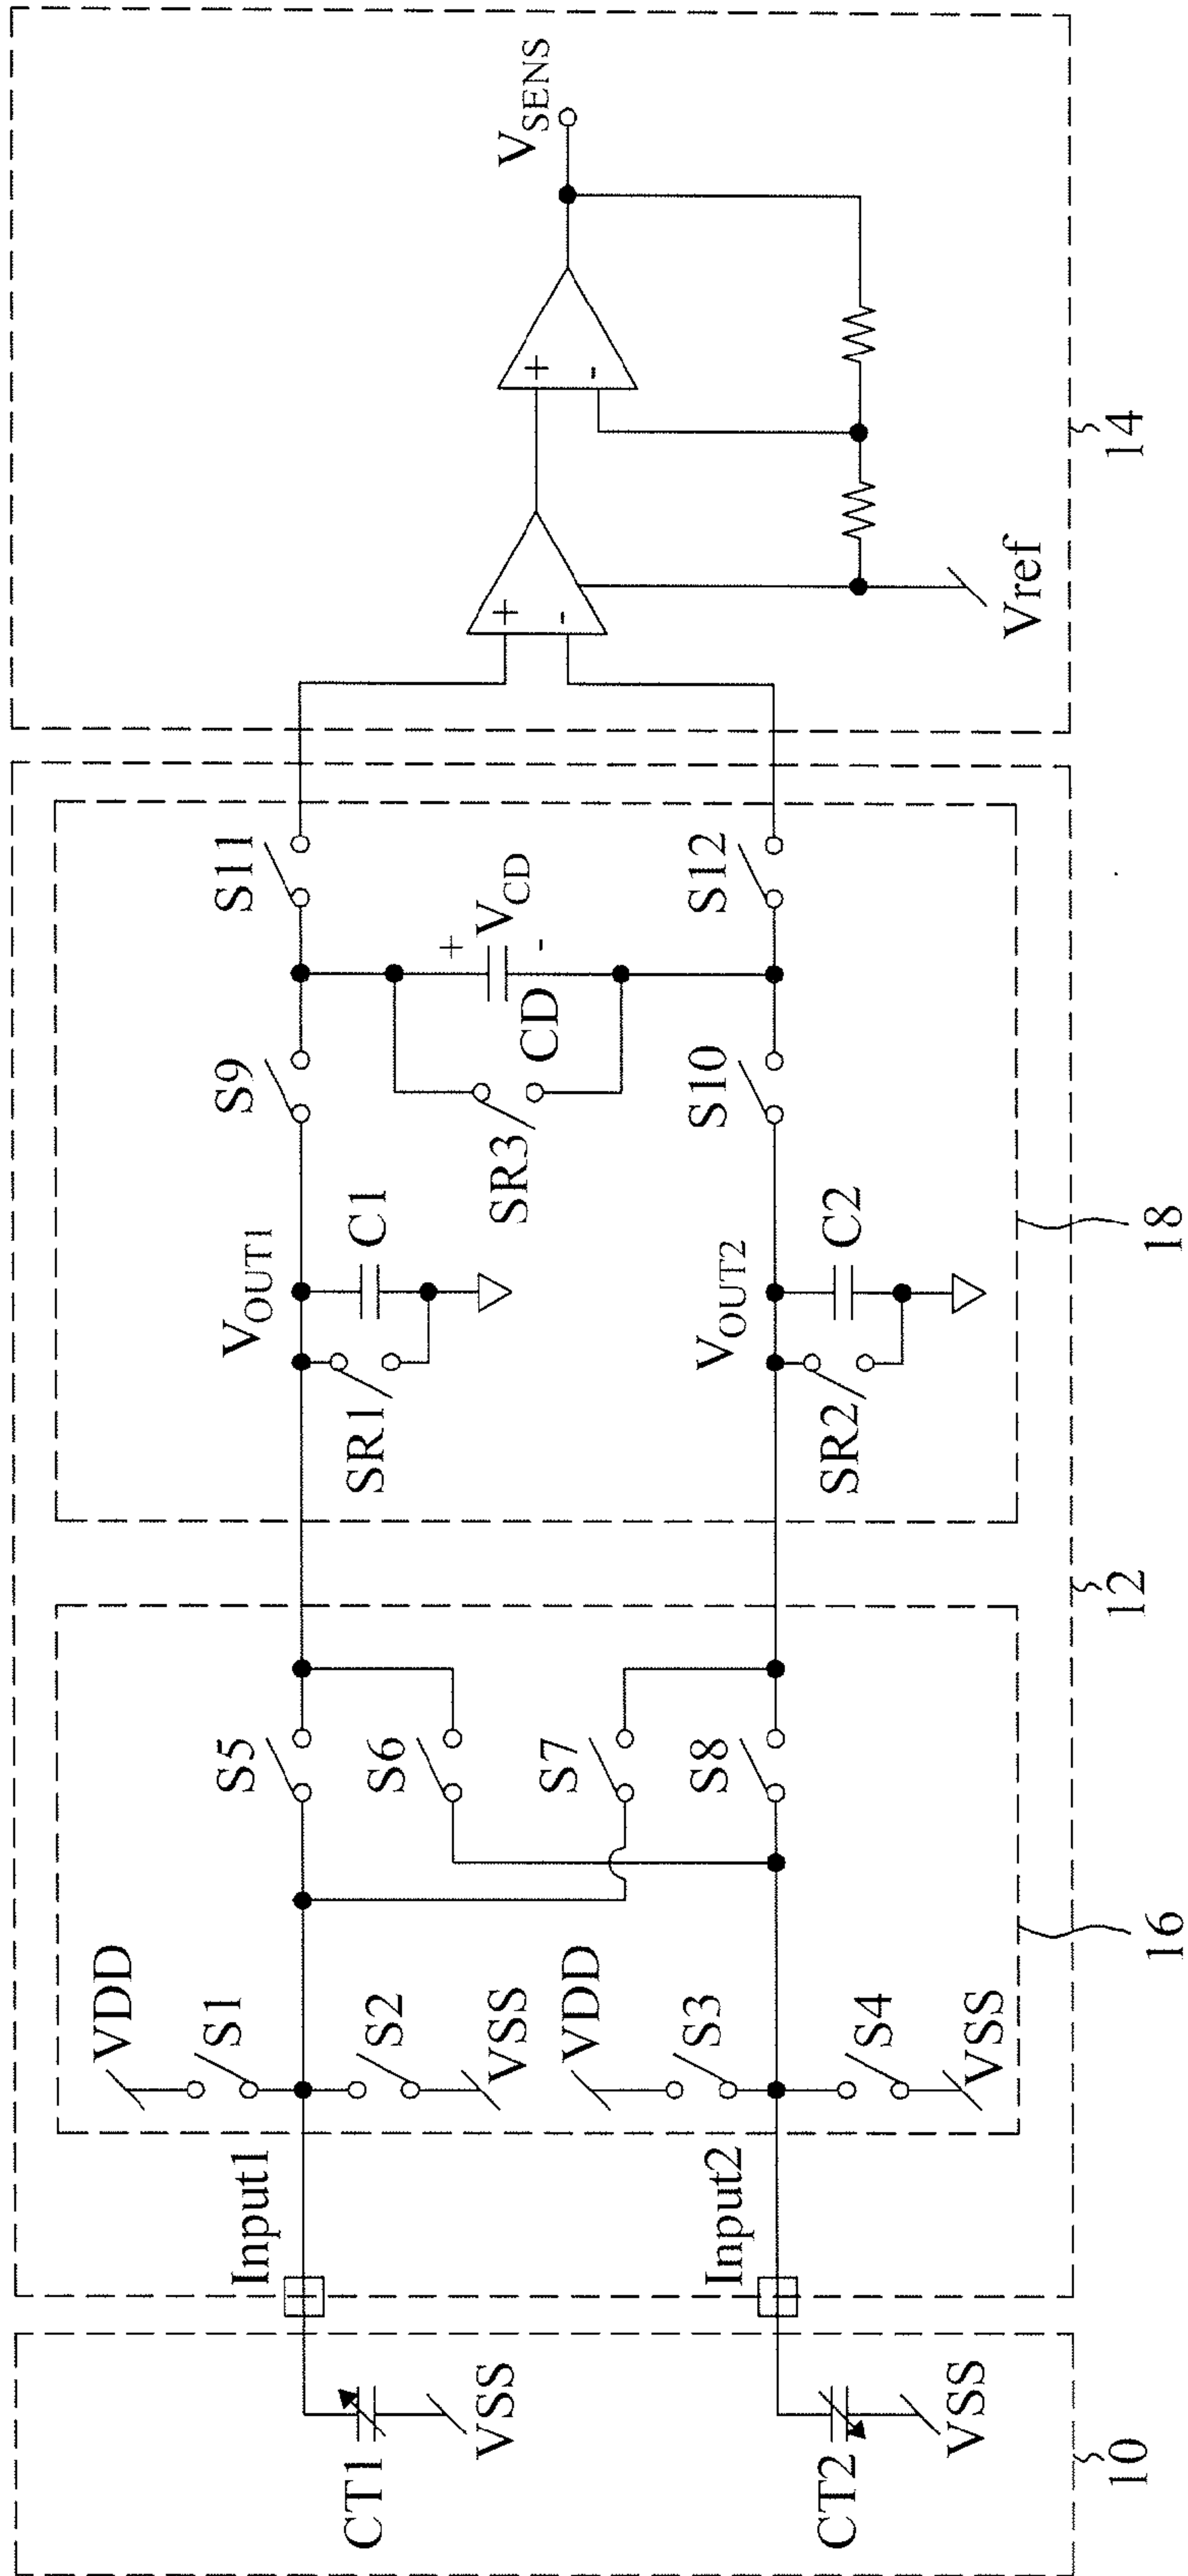 CT1
VSS
CT2
VSS
10
Input1
Input2
VDD
S1
S2
VSS
VDD
S3
S4
VSS
S5
S6
S7
S8
16
12
VOUT1
SR1
C1
VOUT2
SR2
C2
S9
SR3
CD
+
VCD
-
S10
S11
S12
18
+
-
Vref
+
-
VSENS
14